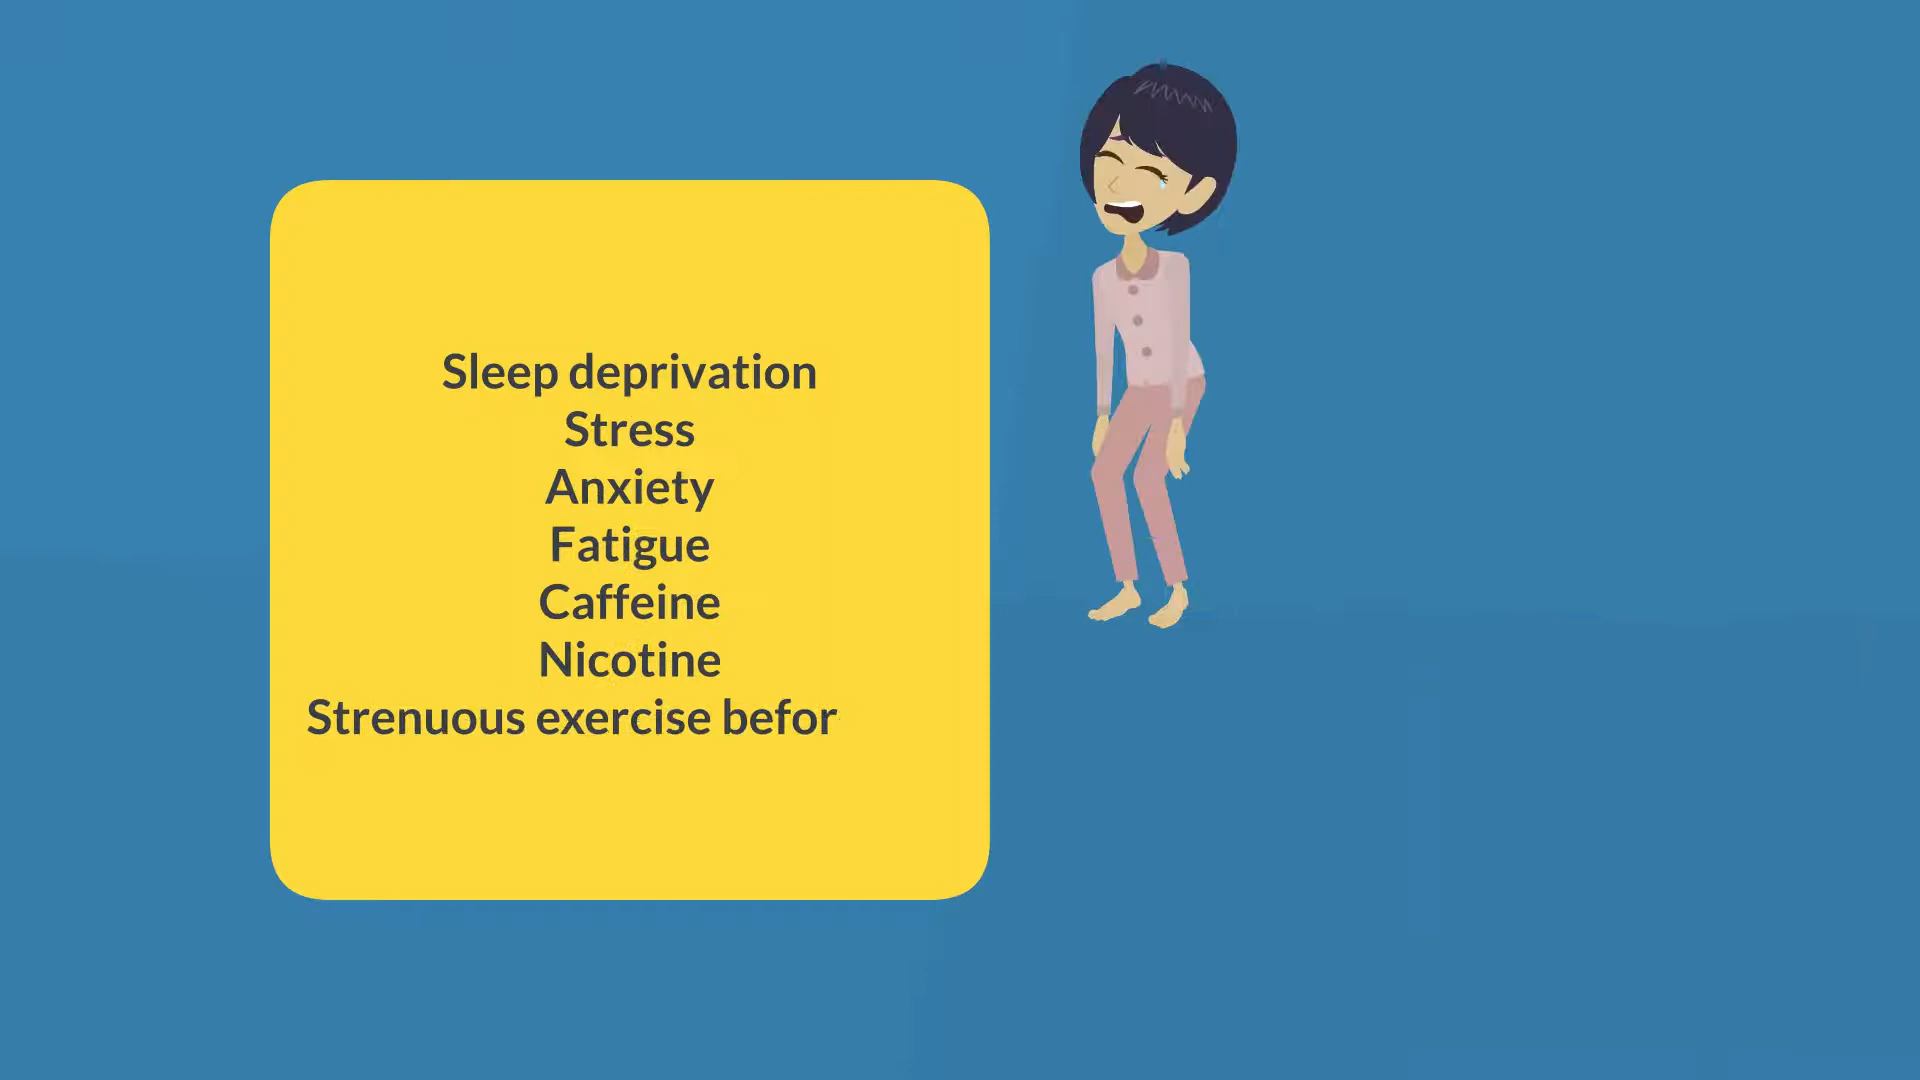 Sleep deprivation
Stress
Anxiety
Fatigue
Caffeine
Nicotine
Strenuous exercise befor